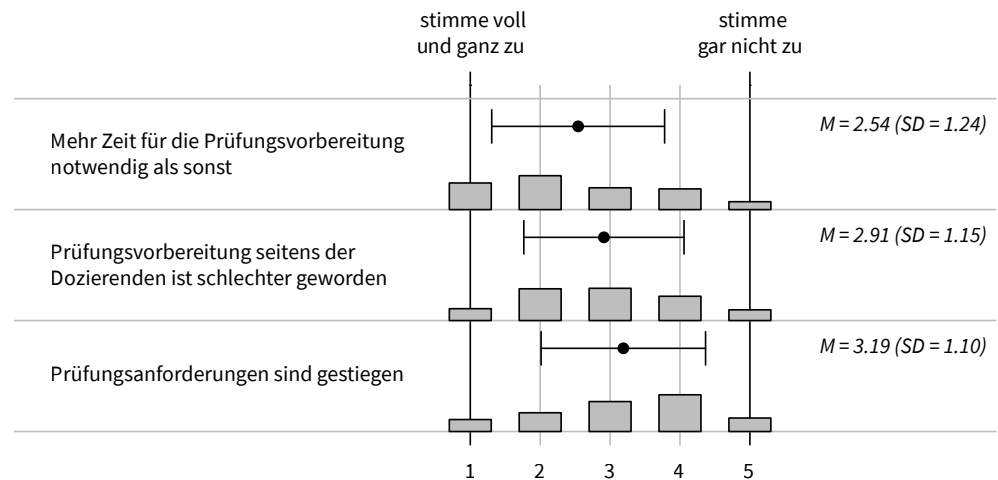 stimme voll
und ganz zu
stimme
gar nicht zu
Mehr Zeit für die Prüfungsvorbereitung
notwendig als sonst
M = 2.54 (SD = 1.24)
Prüfungsvorbereitung seitens der
Dozierenden ist schlechter geworden
M = 2.91 (SD = 1.15)
Prüfungsanforderungen sind gestiegen
M = 3.19 (SD = 1.10)
1 2 3 4 5